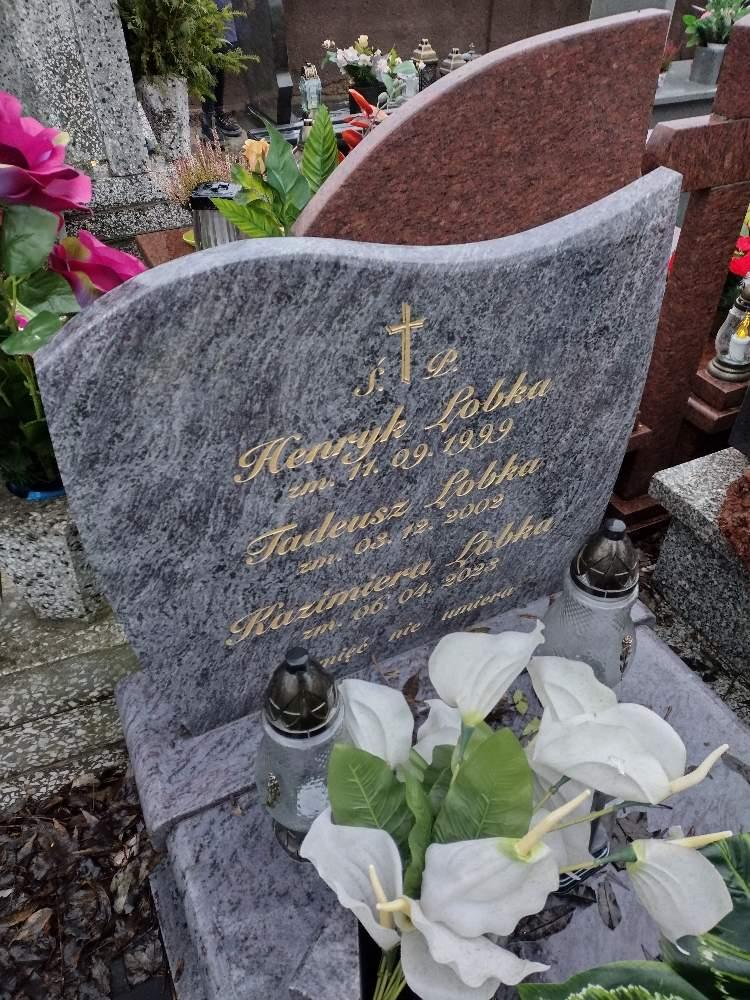 Ś. P.
Henryk Łobka
zm. 11. 09. 1999
Tadeusz Łobka
zm. 03. 12. 2002
Kazimiera Łobka
zm. 06. 04. 2023
nie umiera